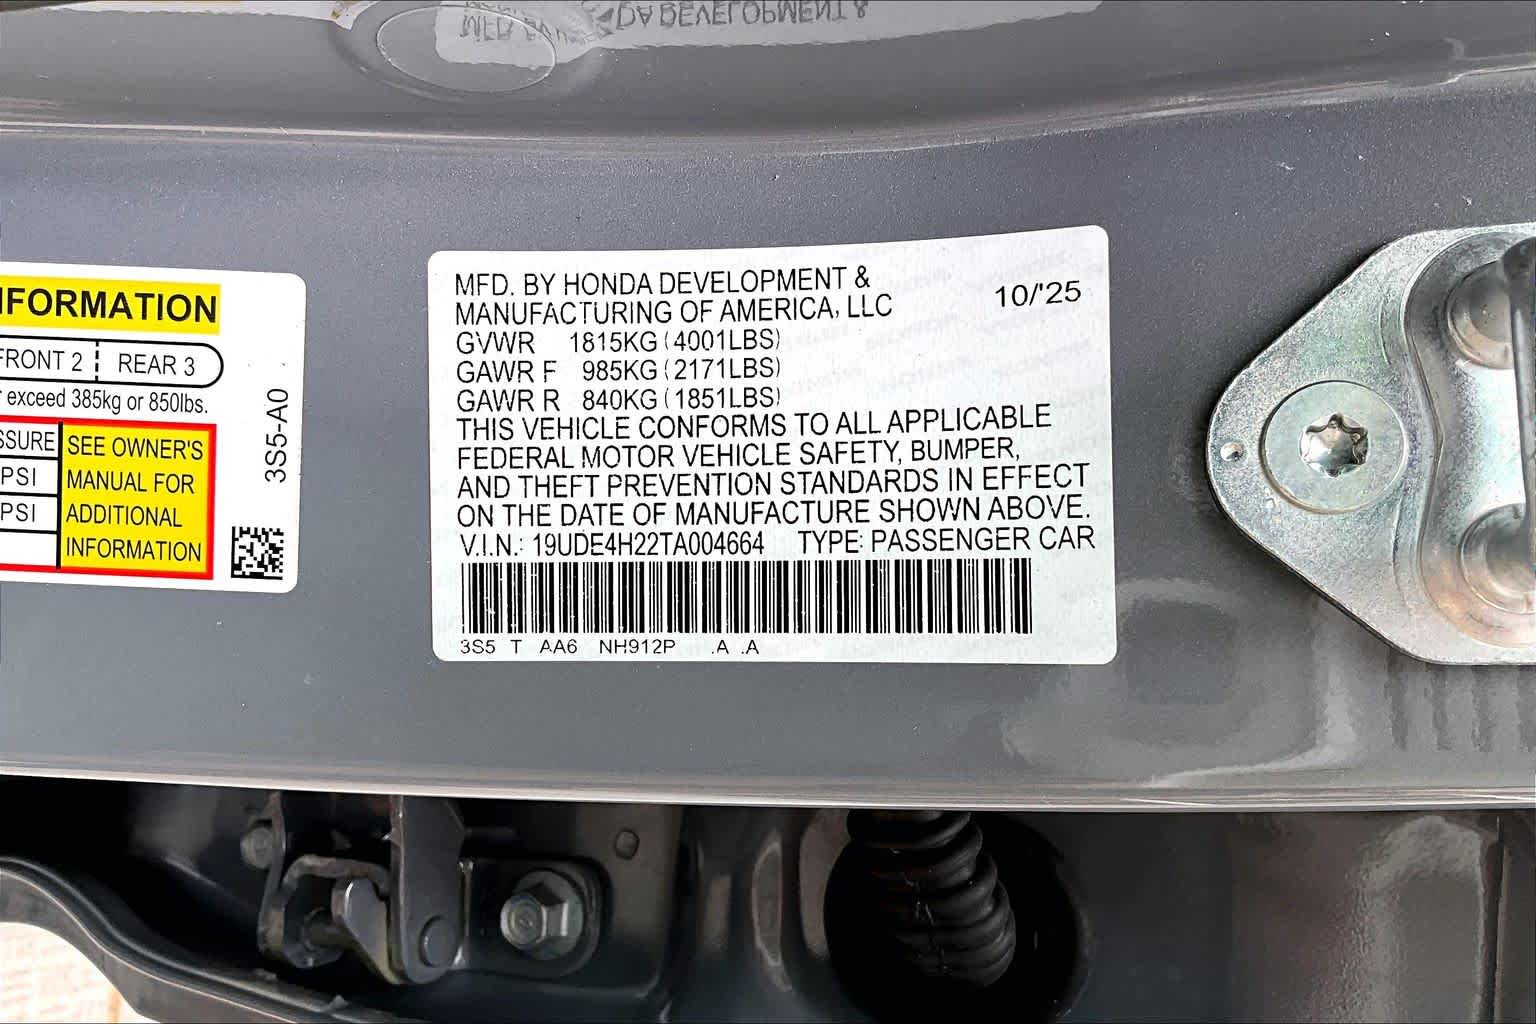 NFORMATION
FRONT 2 REAR 3
exceed 385kg or 850lbs.
SSURE SEE OWNER'S
PSI MANUAL FOR
PSI ADDITIONAL
INFORMATION
3S5-A0
MFD. BY HONDA DEVELOPMENT &
MANUFACTURING OF AMERICA, LLC 10/'25
GVWR 1815KG (4001LBS)
GAWR F 985KG (2171LBS)
GAWR R 840KG (1851LBS)
THIS VEHICLE CONFORMS TO ALL APPLICABLE
FEDERAL MOTOR VEHICLE SAFETY, BUMPER,
AND THEFT PREVENTION STANDARDS IN EFFECT
ON THE DATE OF MANUFACTURE SHOWN ABOVE.
V.I.N.: 19UDE4H22TA004664 TYPE: PASSENGER CAR
3S5 T AA6 NH912P .A .A